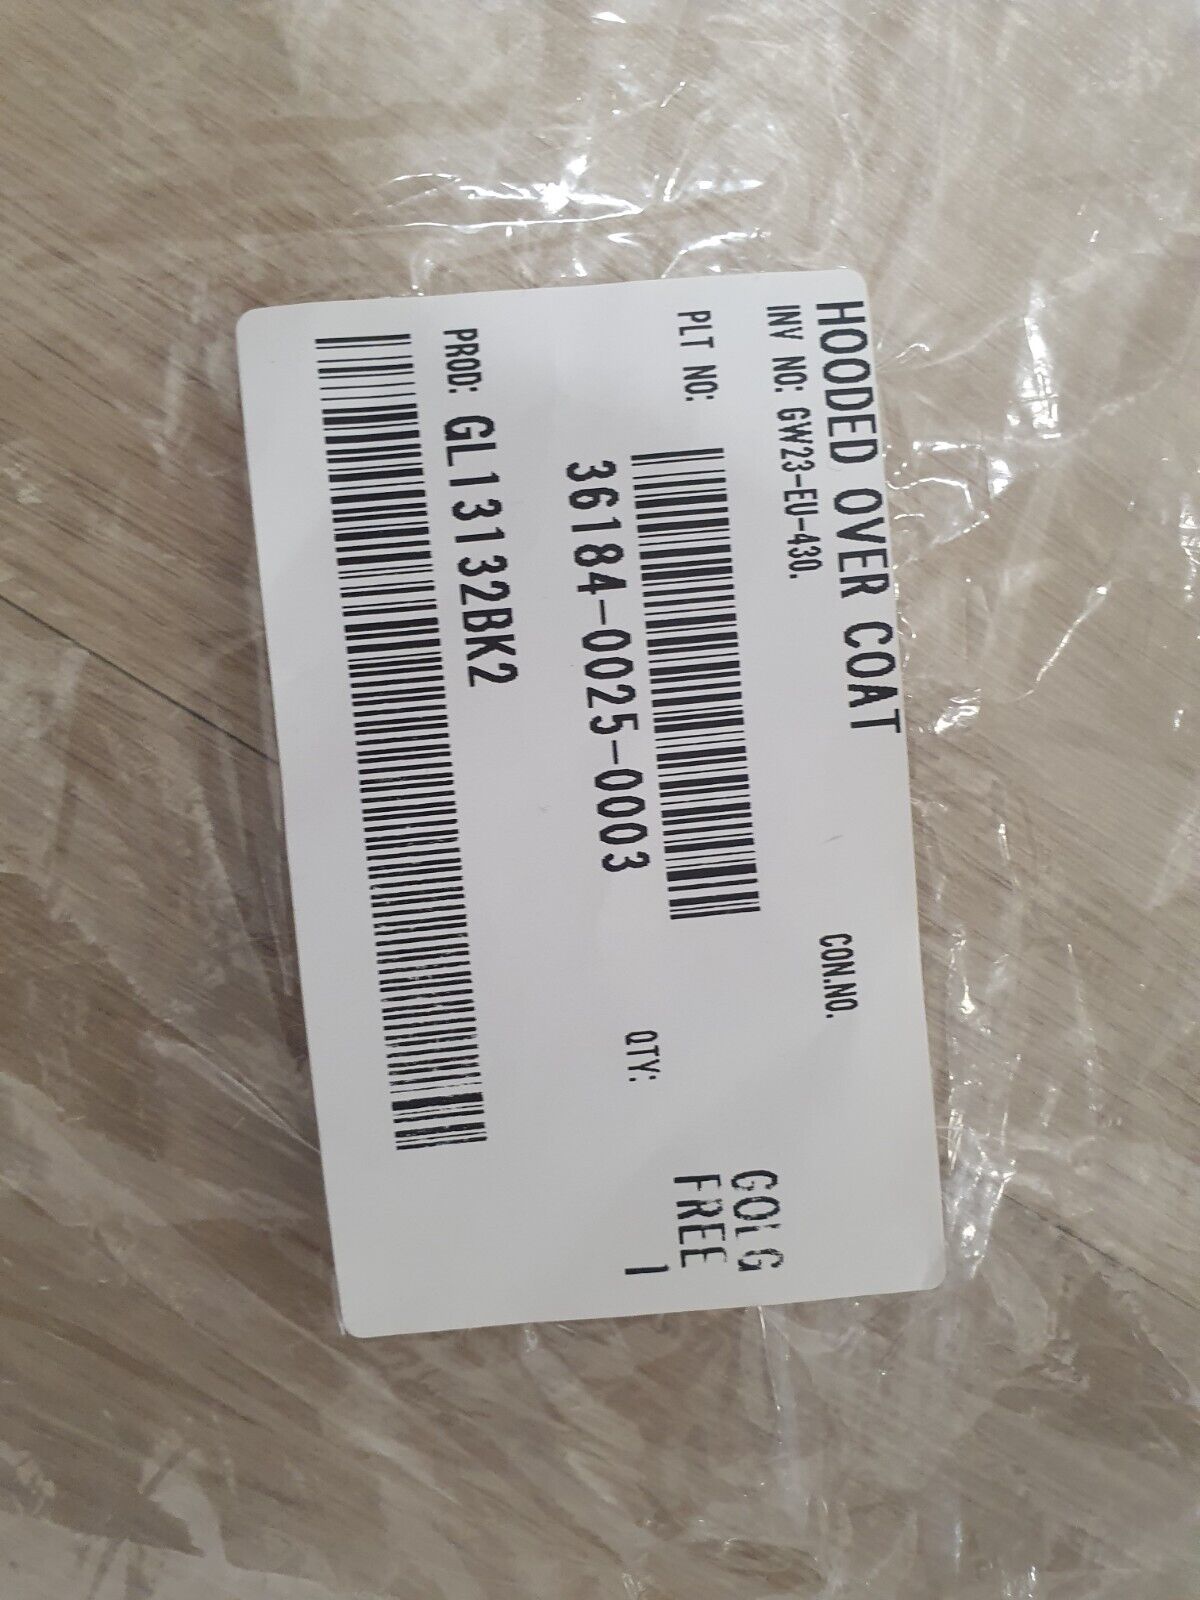 HOODED OVER COAT
INV NO: GW23-EU-430.
CON.NO.
GOLG
PLT NO:
FREE
36184-0025-0003
QTY:
1
PROD: GL13132BK2